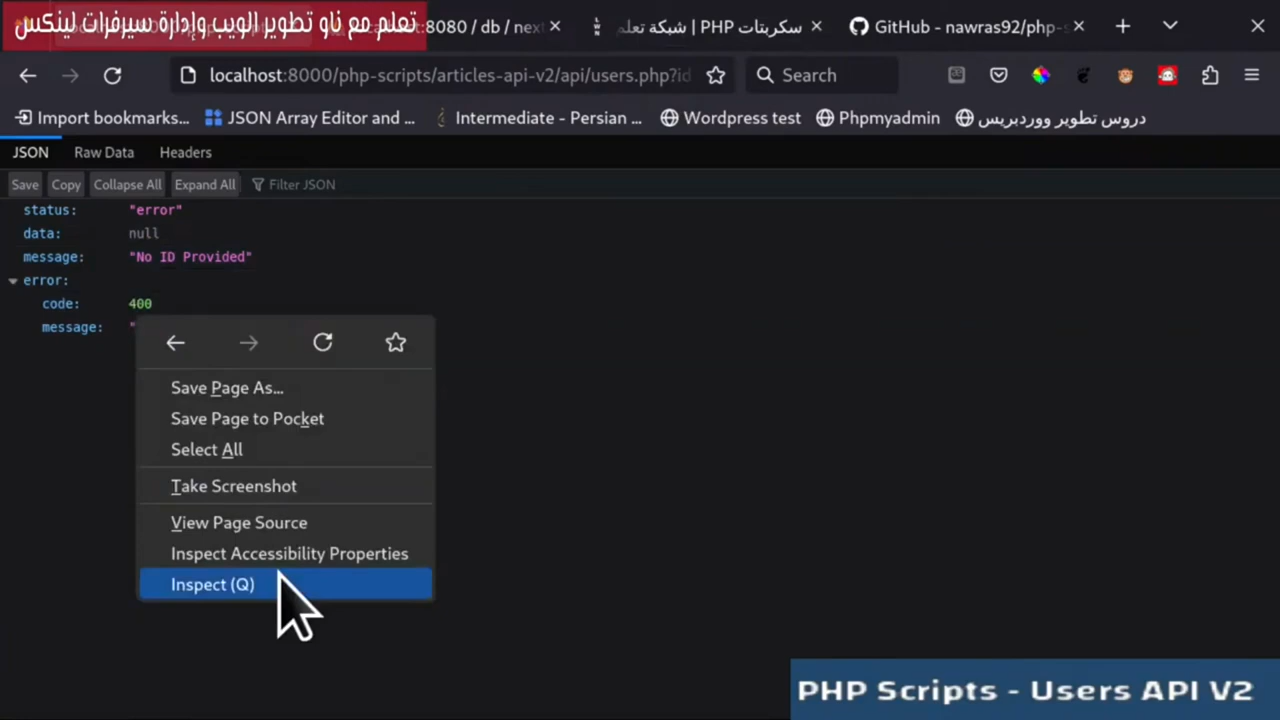 تعلم مع ناو تطوير الويب وإدارة سيرفرات لينكس
:8080 / db / next
سكربتات PHP | شبكة تعلم
GitHub - nawras92/php-s
localhost:8000/php-scripts/articles-api-v2/api/users.php?id
Search
Import bookmarks...
JSON Array Editor and ...
Intermediate - Persian ...
Wordpress test
Phpmyadmin
دروس تطوير ووردبريس
JSON
Raw Data
Headers
Save
Copy
Collapse All
Expand All
Filter JSON
status: "error"
data: null
message: "No ID Provided"
error:
code: 400
message: "
Save Page As...
Save Page to Pocket
Select All
Take Screenshot
View Page Source
Inspect Accessibility Properties
Inspect (Q)
PHP Scripts - Users API V2